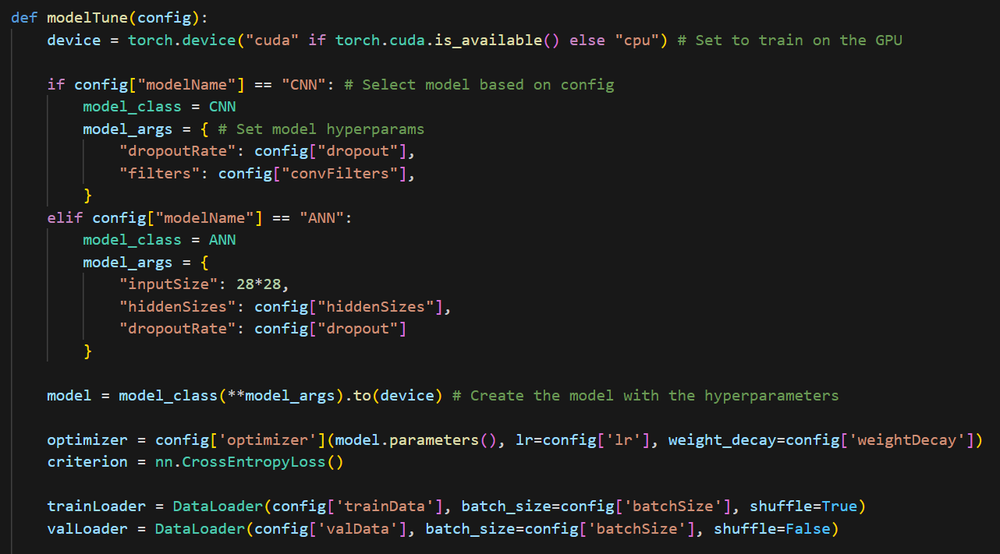 def modelTune(config):
    device = torch.device("cuda" if torch.cuda.is_available() else "cpu") # Set to train on the GPU

    if config["modelName"] == "CNN": # Select model based on config
        model_class = CNN
        model_args = { # Set model hyperparams
            "dropoutRate": config["dropout"],
            "filters": config["convFilters"],
        }
    elif config["modelName"] == "ANN":
        model_class = ANN
        model_args = {
            "inputSize": 28*28,
            "hiddenSizes": config["hiddenSizes"],
            "dropoutRate": config["dropout"]
        }

    model = model_class(**model_args).to(device) # Create the model with the hyperparameters

    optimizer = config['optimizer'](model.parameters(), lr=config['lr'], weight_decay=config['weightDecay'])
    criterion = nn.CrossEntropyLoss()

    trainLoader = DataLoader(config['trainData'], batch_size=config['batchSize'], shuffle=True)
    valLoader = DataLoader(config['valData'], batch_size=config['batchSize'], shuffle=False)